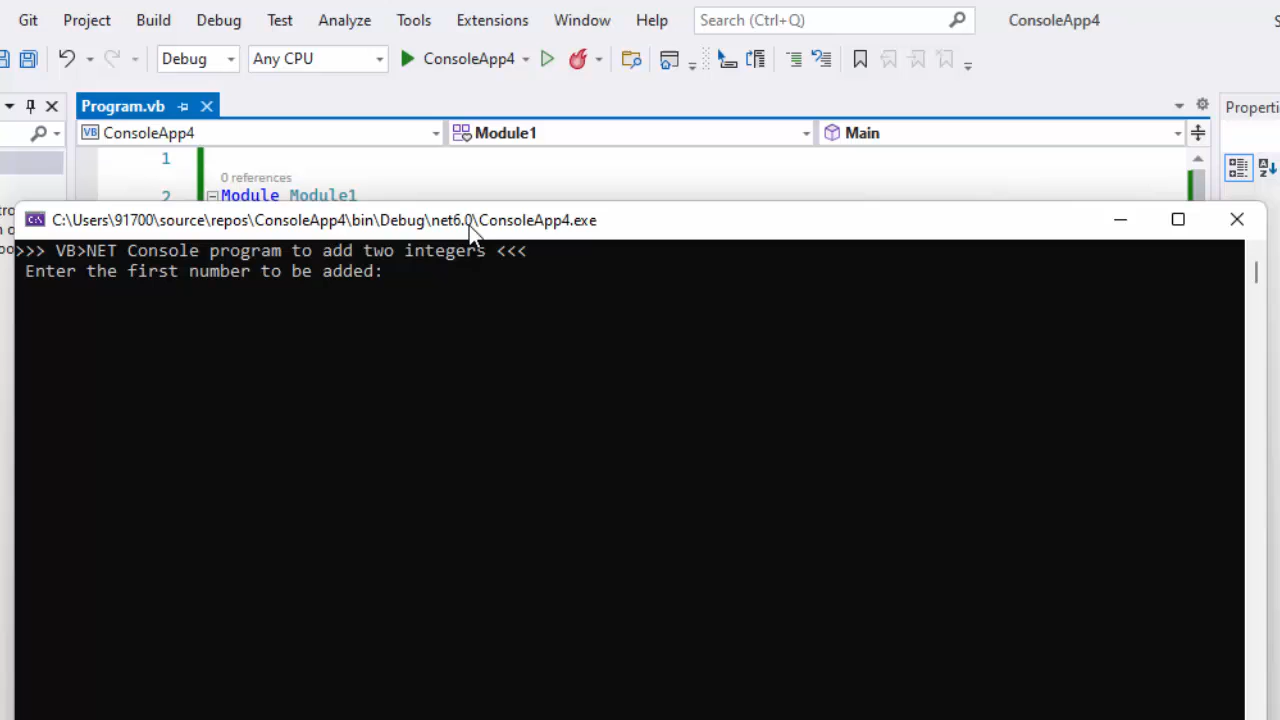 Git Project Build Debug Test Analyze Tools Extensions Window Help Search (Ctrl+Q) ConsoleApp4
Debug Any CPU ConsoleApp4
Program.vb
Properti
VB ConsoleApp4 Module1 Main
1
0 references
2 Module Module1
C:\Users\91700\source\repos\ConsoleApp4\bin\Debug\net6.0\ConsoleApp4.exe
>>> VB>NET Console program to add two integers <<<
Enter the first number to be added: